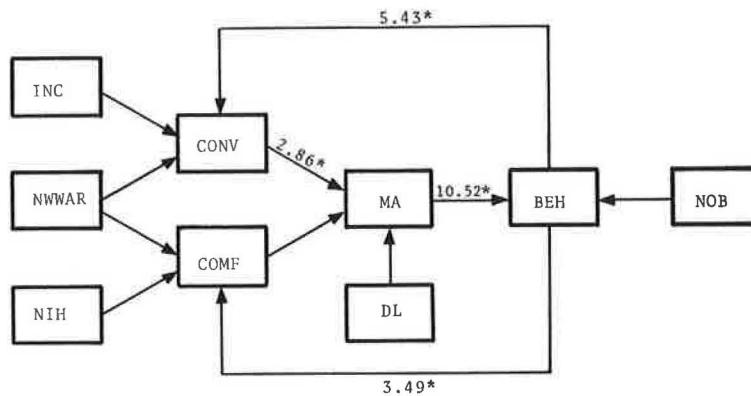 5.43*
INC
CONV
2.86*
NWWAR
MA
10.52*
BEH
NOB
COMF
NIH
DL
3.49*